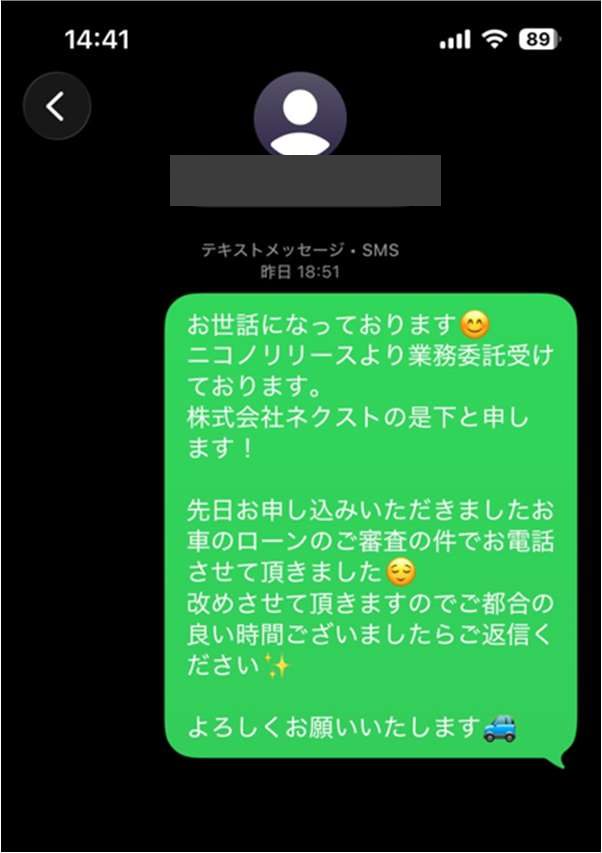 14:41
89
テキストメッセージ・SMS
昨日 18:51
お世話になっております😊
ニコノリリースより業務委託受け
ております。
株式会社ネクストの是下と申し
ます！
先日お申し込みいただきましたお
車のローンのご審査の件でお電話
させて頂きました😌
改めさせて頂きますのでご都合の
良い時間ございましたらご返信く
ださい✨
よろしくお願いいたします🚙